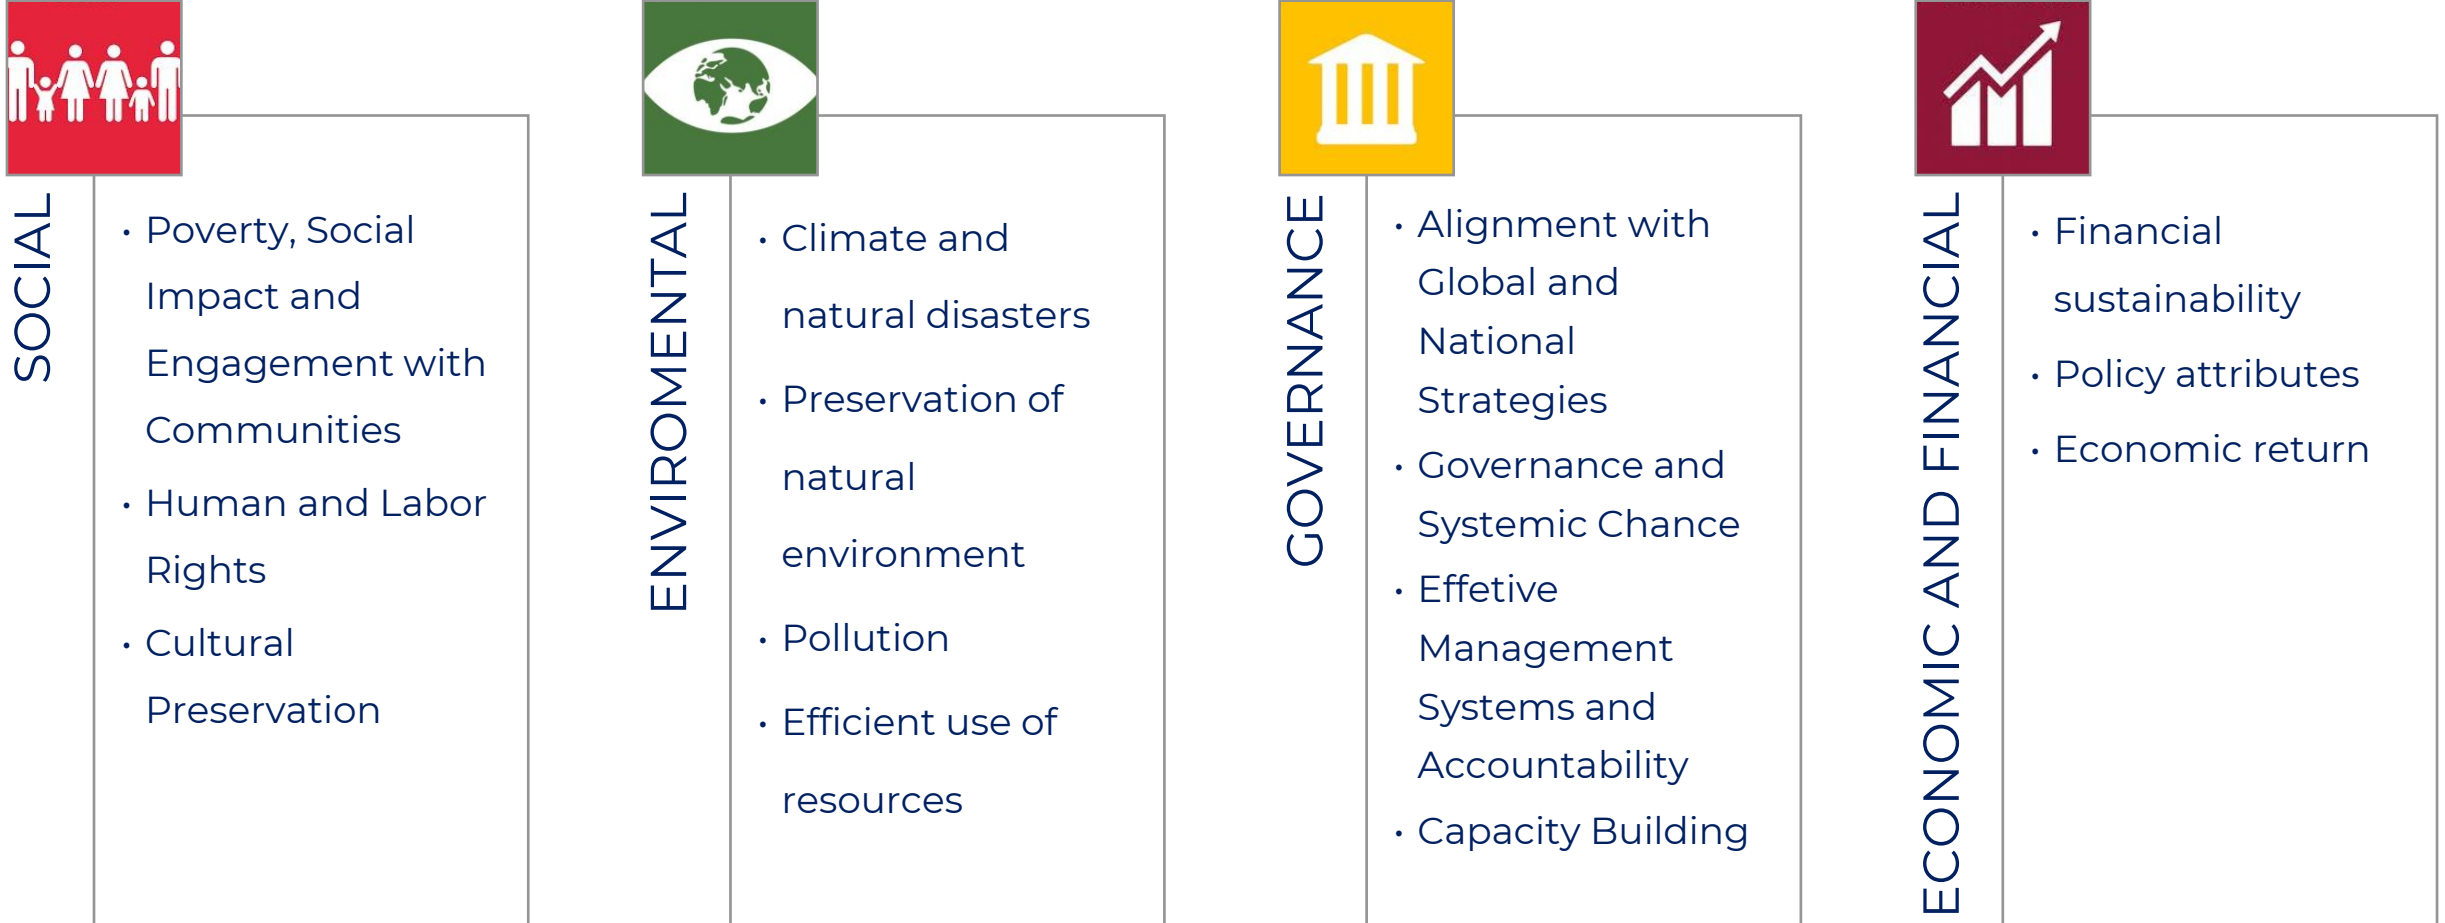 SOCIAL
• Poverty, Social
Impact and
Engagement with
Communities
• Human and Labor
Rights
• Cultural
Preservation
ENVIROMENTAL
• Climate and
natural disasters
• Preservation of
natural
environment
• Pollution
• Efficient use of
resources
GOVERNANCE
• Alignment with
Global and
National
Strategies
• Governance and
Systemic Chance
• Effetive
Management
Systems and
Accountability
• Capacity Building
ECONOMIC AND FINANCIAL
• Financial
sustainability
• Policy attributes
• Economic return